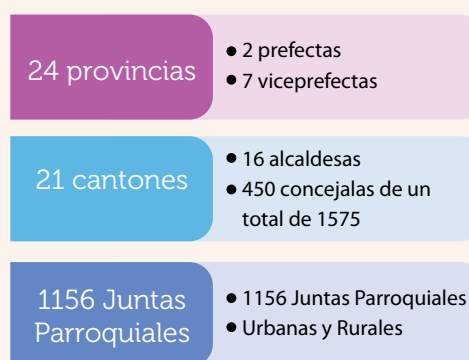 24 provincias
• 2 prefectas
• 7 viceprefectas
21 cantones
• 16 alcaldesas
• 450 concejalas de un
total de 1575
1156 Juntas
Parroquiales
• 1156 Juntas Parroquiales
• Urbanas y Rurales